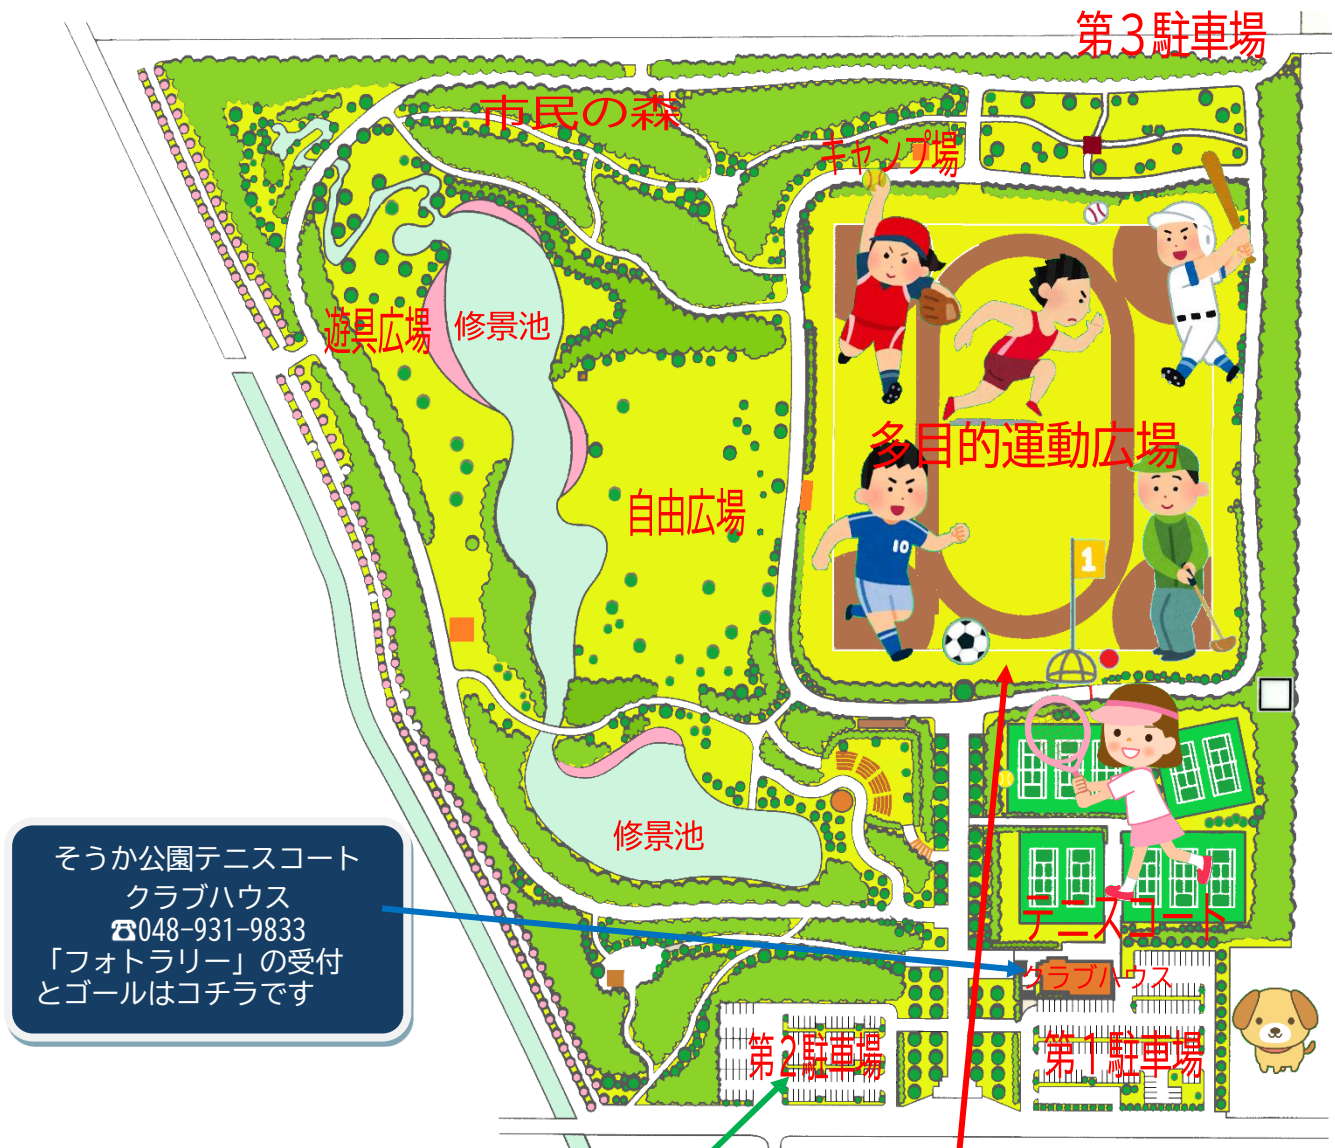 第３駐車場
市民の森
キャンプ場
遊具広場
修景池
多目的運動広場
自由広場
10
1
修景池
そうか公園テニスコート
クラブハウス
☎048-931-9833
「フォトラリー」の受付
とゴールはコチラです
テニスコート
クラブハウス
第２駐車場
第１駐車場